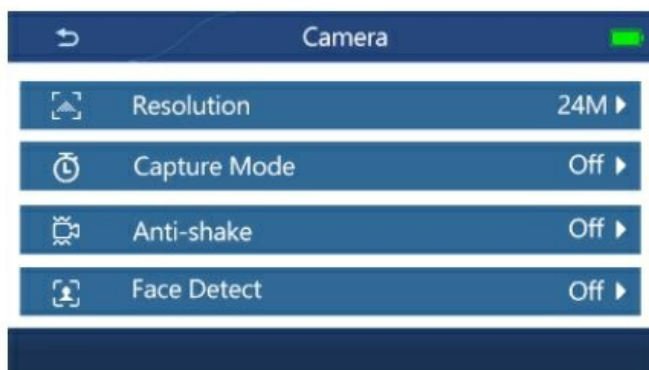 Camera
Resolution 24M
Capture Mode Off
Anti-shake Off
Face Detect Off